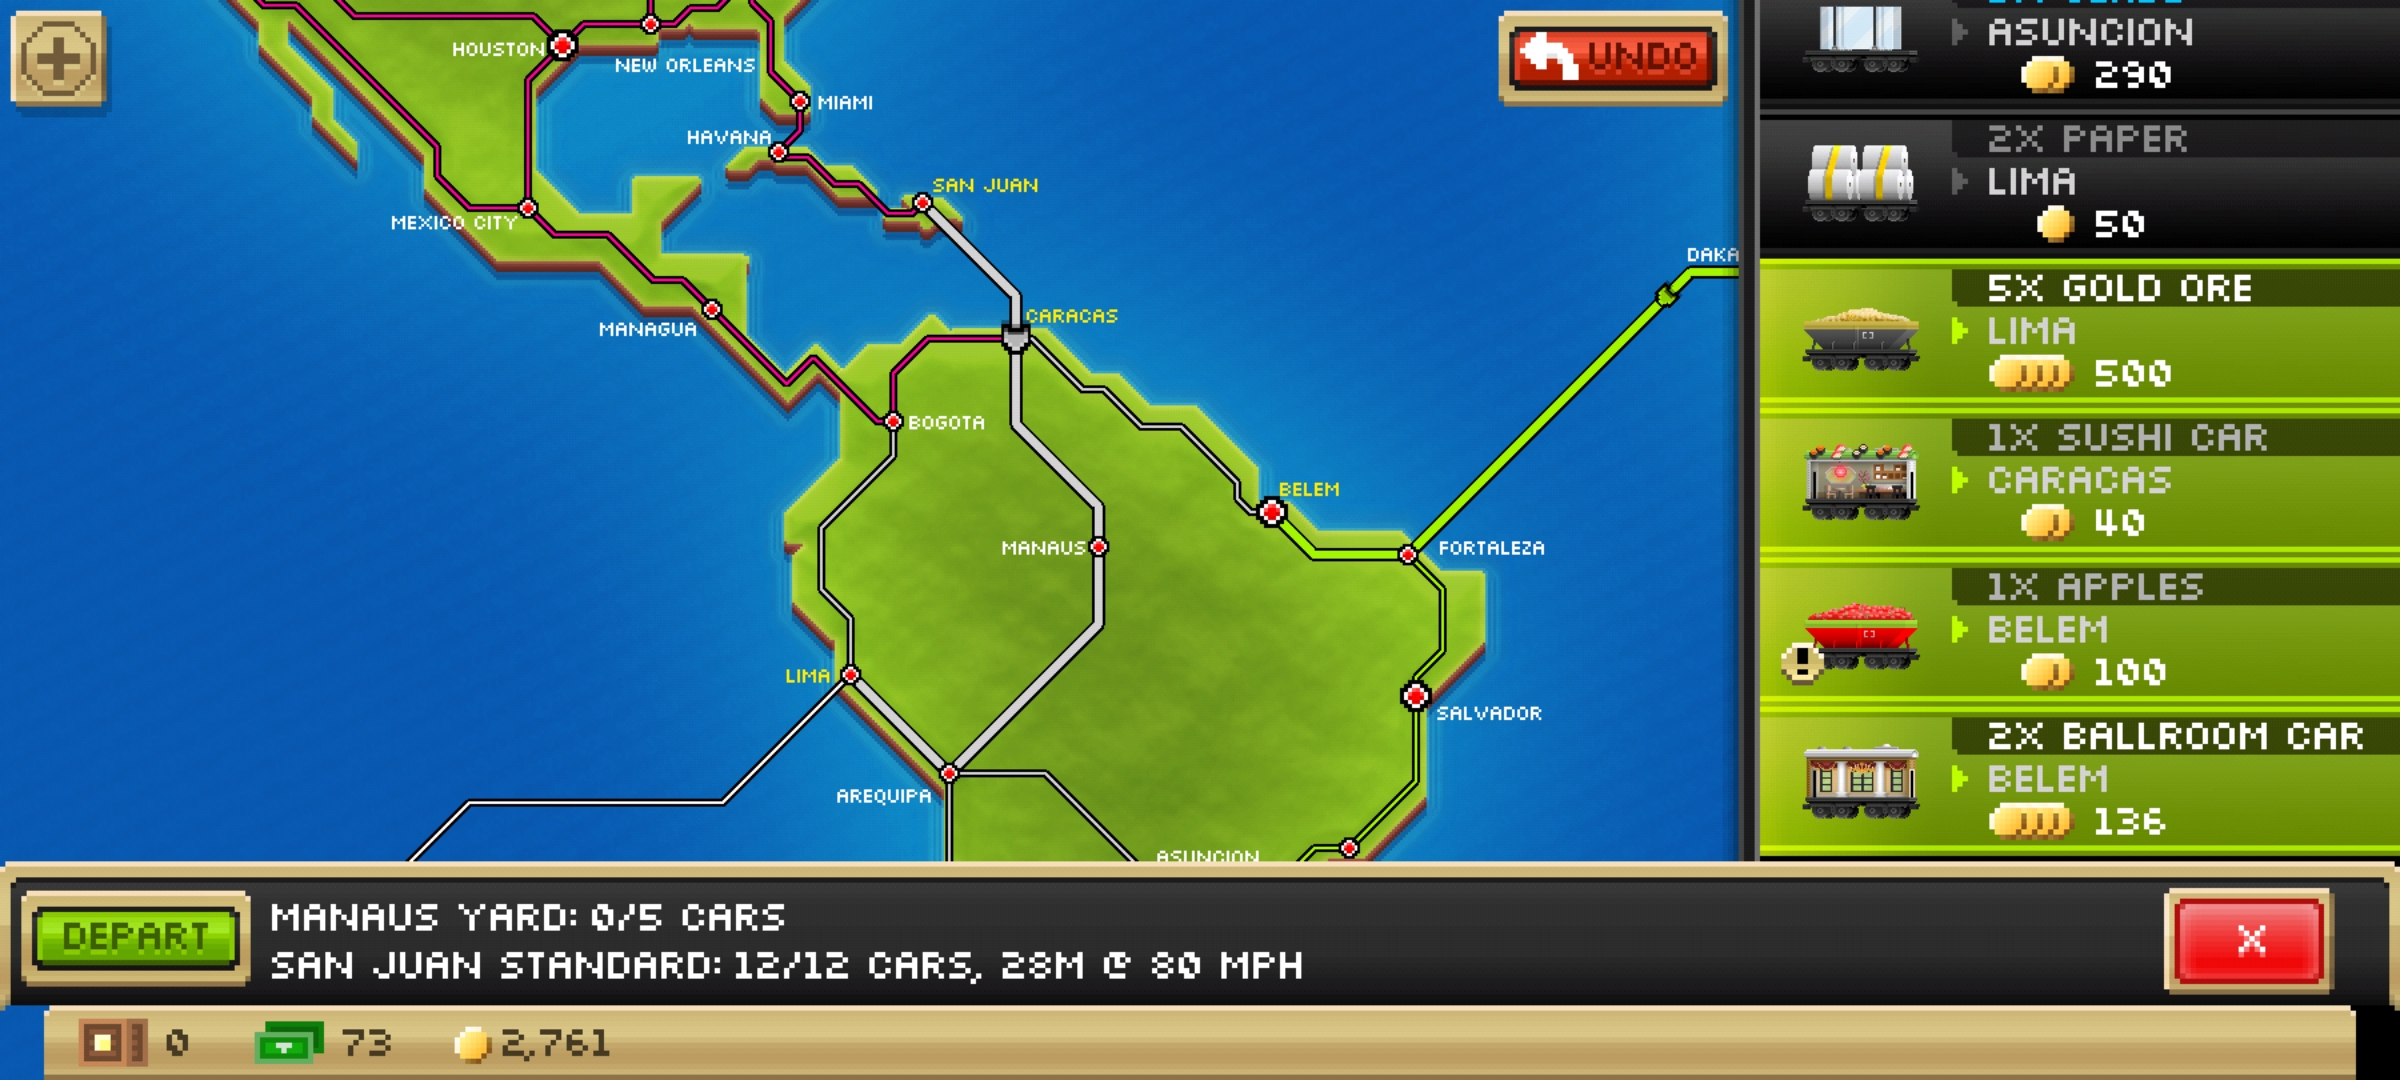 HOUSTON
NEW ORLEANS
MIAMI
HAVANA
SAN JUAN
MEXICO CITY
MANAGUA
CARACAS
BOGOTA
BELEM
MANAUS
FORTALEZA
LIMA
SALVADOR
AREQUIPA
ASUNCION
DAKA
UNDO
ASUNCION
290
2X PAPER
LIMA
50
5X GOLD ORE
LIMA
500
1X SUSHI CAR
CARACAS
40
1X APPLES
BELEM
100
2X BALLROOM CAR
BELEM
136
DEPART
MANAUS YARD: 0/5 CARS
SAN JUAN STANDARD: 12/12 CARS, 28M @ 80 MPH
X
0
73
2,761